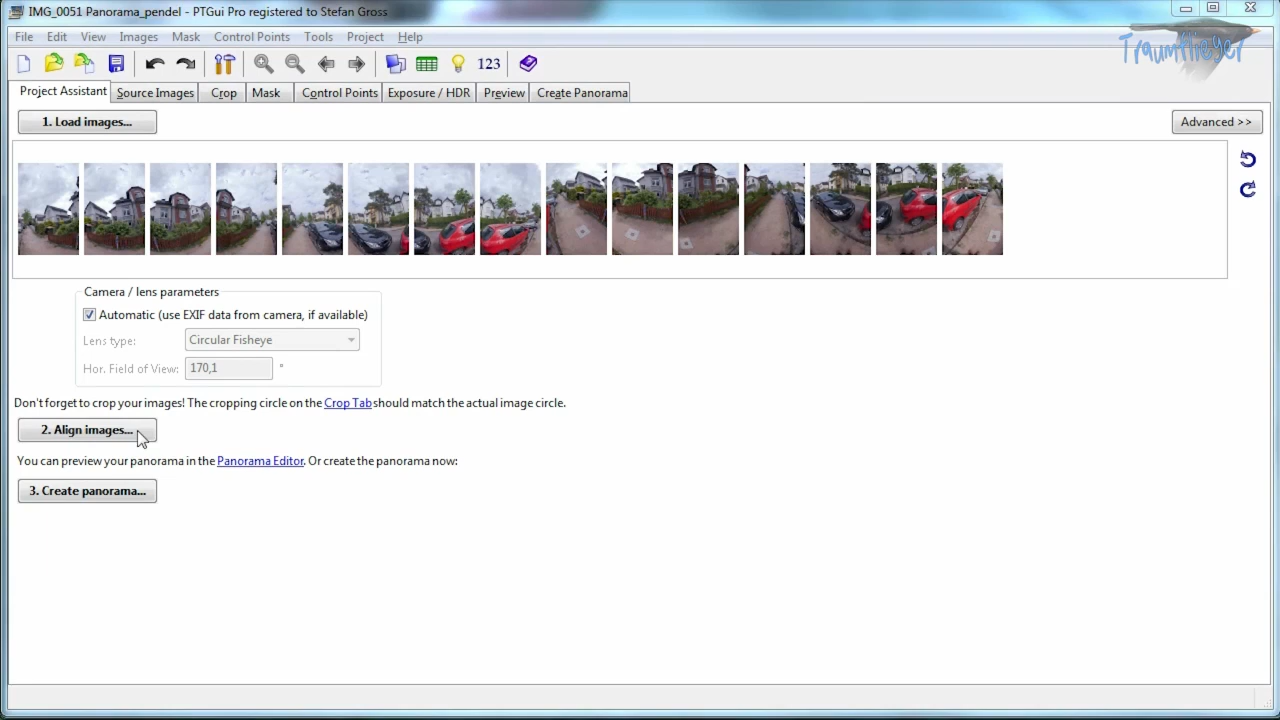 IMG_0051 Panorama_pendel - PTGui Pro registered to Stefan Gross
Traumflieger
File Edit View Images Mask Control Points Tools Project Help
123
Project Assistant Source Images Crop Mask Control Points Exposure / HDR Preview Create Panorama
1. Load images... Advanced >>
Camera / lens parameters
Automatic (use EXIF data from camera, if available)
Lens type: Circular Fisheye
Hor. Field of View: 170,1 °
Don't forget to crop your images! The cropping circle on the Crop Tab should match the actual image circle.
2. Align images...
You can preview your panorama in the Panorama Editor. Or create the panorama now:
3. Create panorama...